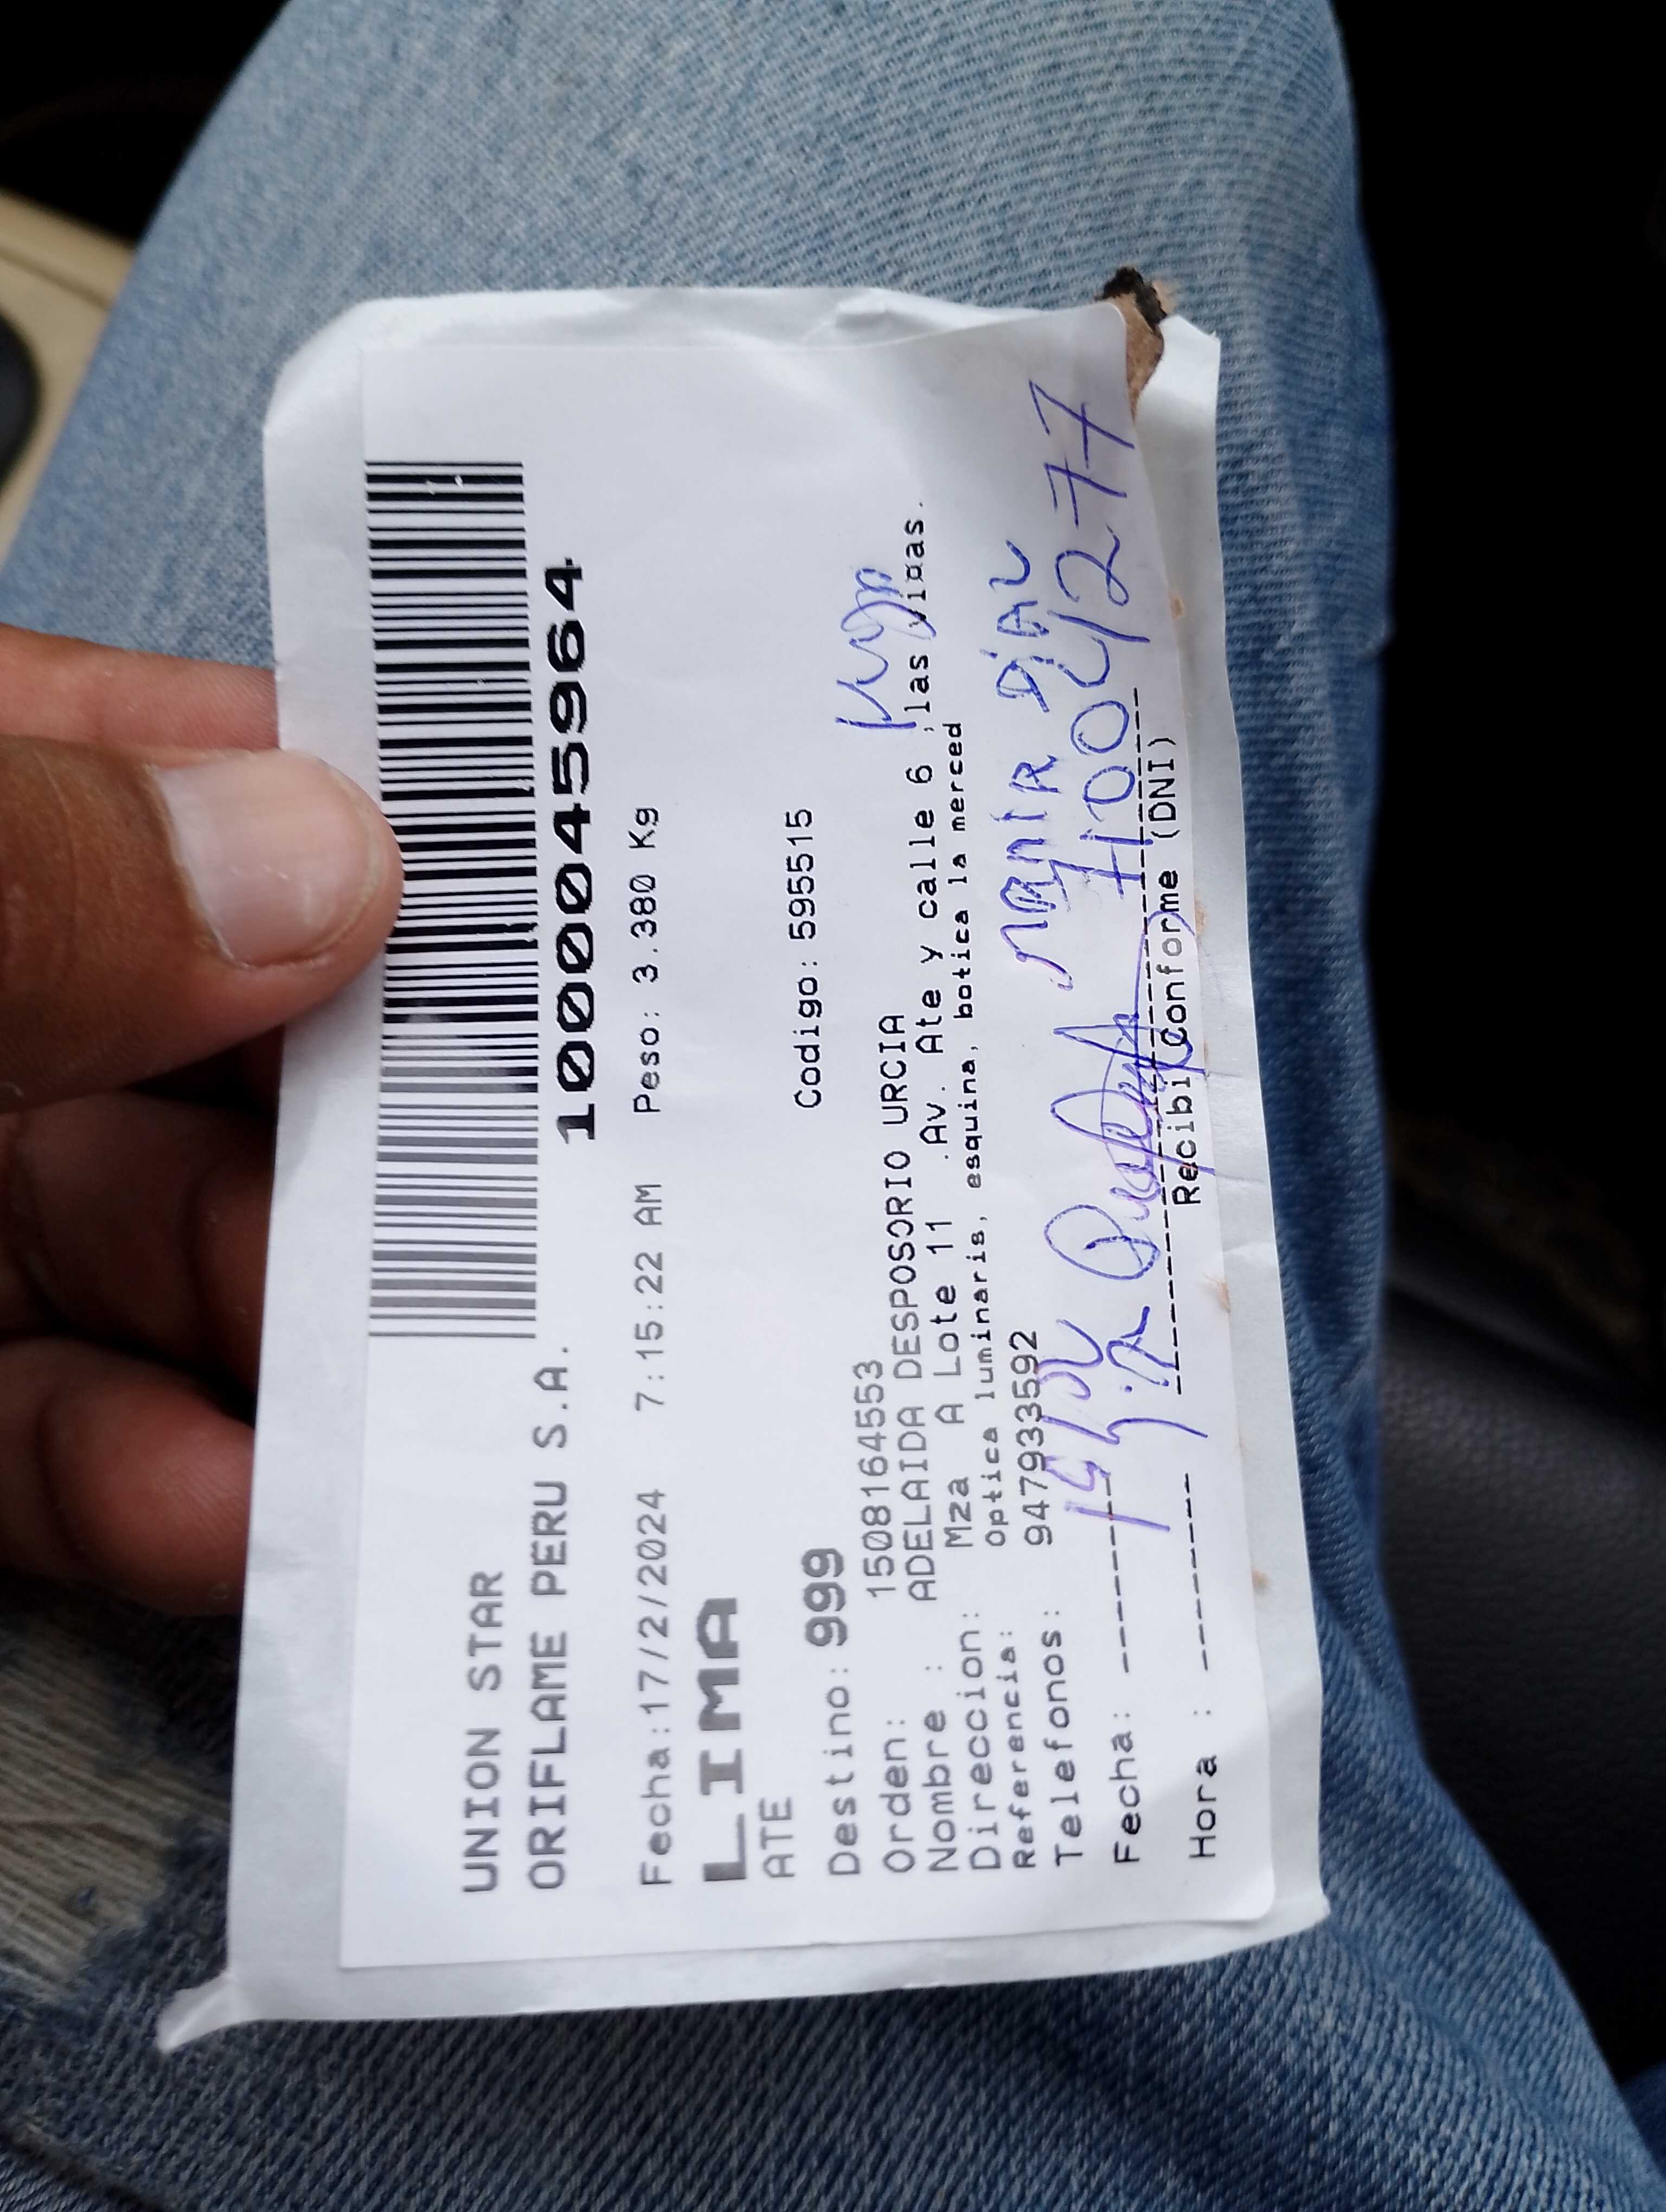 UNION STAR
ORIFLAME PERU S.A.
1000045964
Fecha:17/2/2024 7:15:22 AM Peso: 3.380 Kg
LIMA
ATE
Destino: 999 Codigo: 595515
Orden: 1508164553
Nombre : ADELAIDA DESPOSORIO URCIA
Direccion: Mza A Lote 11 .Av. Ate y calle 6 ,las vigas.
Referencia: Optica luminaris, esquina, botica la merced
Telefonos: 947933592
Fecha:
Hora :
Recibi Conforme (DNI)